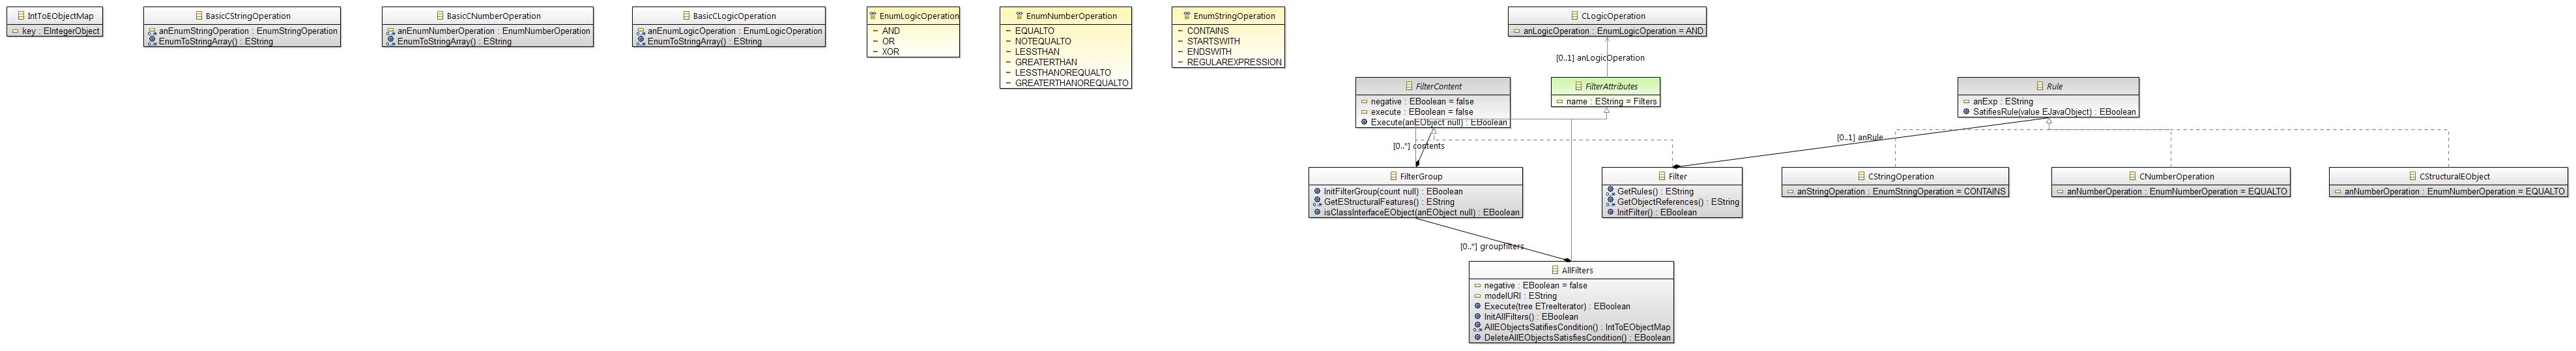 IntToEObjectMap
key : EIntegerObject
BasicCStringOperation
anEnumStringOperation : EnumStringOperation
EnumToStringArray() : EString
BasicCNumberOperation
anEnumNumberOperation : EnumNumberOperation
EnumToStringArray() : EString
BasicCLogicOperation
anEnumLogicOperation : EnumLogicOperation
EnumToStringArray() : EString
EnumLogicOperation
AND
OR
XOR
EnumNumberOperation
EQUALTO
NOTEQUALTO
LESSTHAN
GREATERTHAN
LESSTHANOREQUALTO
GREATERTHANOREQUALTO
EnumStringOperation
CONTAINS
STARTSWITH
ENDSWITH
REGULAREXPRESSION
CLogicOperation
anLogicOperation : EnumLogicOperation = AND
[0..1] anLogicOperation
FilterContent
negative : EBoolean = false
execute : EBoolean = false
Execute(anEObject null) : EBoolean
FilterAttributes
name : EString = Filters
Rule
anExp : EString
SatifiesRule(value EJavaObject) : EBoolean
[0..*] contents
[0..1] anRule
FilterGroup
InitFilterGroup(count null) : EBoolean
GetEStructuralFeatures() : EString
isClassInterfaceEObject(anEObject null) : EBoolean
Filter
GetRules() : EString
GetObjectReferences() : EString
InitFilter() : EBoolean
CStringOperation
anStringOperation : EnumStringOperation = CONTAINS
CNumberOperation
anNumberOperation : EnumNumberOperation = EQUALTO
CStructuralEObject
anNumberOperation : EnumNumberOperation = EQUALTO
[0..*] groupfilters
AllFilters
negative : EBoolean = false
modelURI : EString
Execute(tree ETreeIterator) : EBoolean
InitAllFilters() : EBoolean
AllEObjectsSatifiesCondition() : IntToEObjectMap
DeleteAllEObjectsSatisfiesCondition() : EBoolean